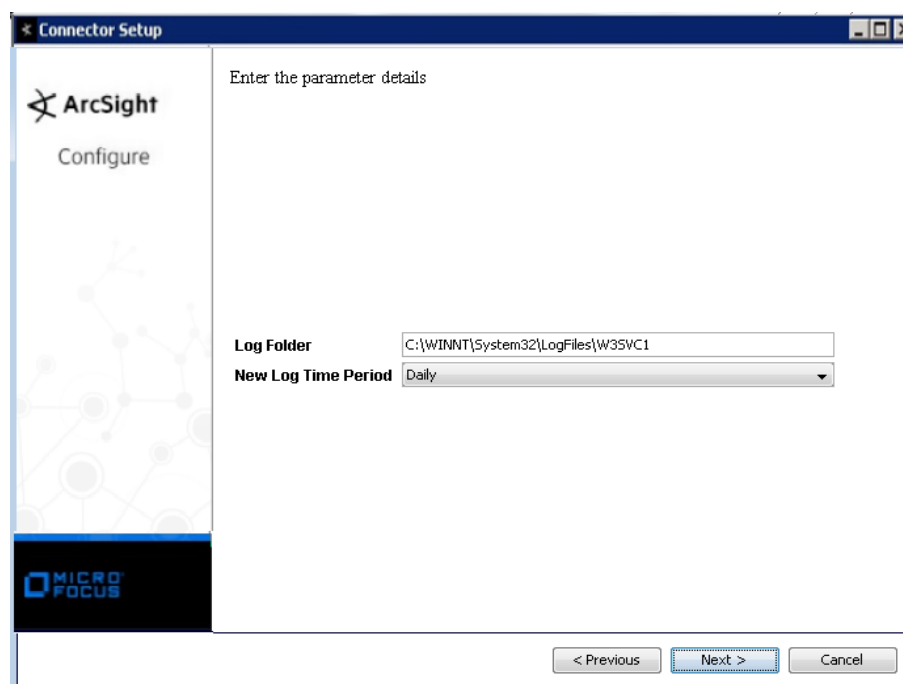 Connector Setup
Enter the parameter details
ArcSight
Configure
Log Folder C:\WINNT\System32\LogFiles\W3SVC1
New Log Time Period Daily
MICRO
FOCUS
< Previous Next > Cancel